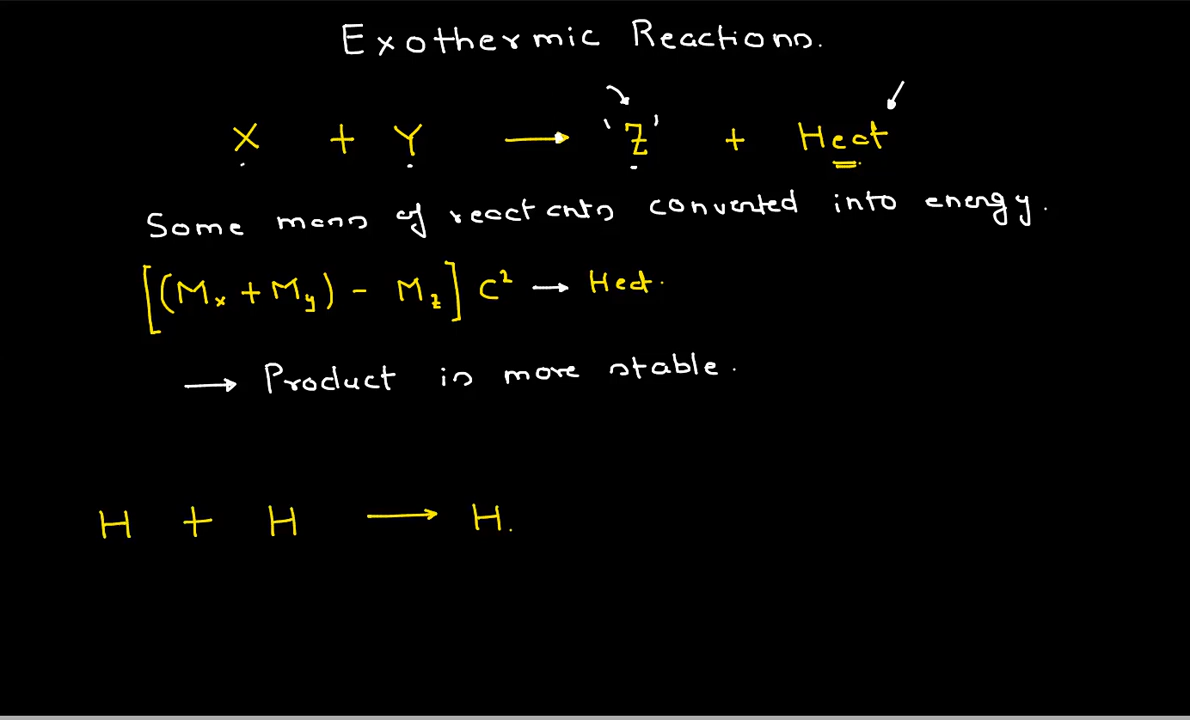 Exothermic Reactions.
X + Y → 'Z' + Heat
Some mass of reactants converted into energy.
[(Mx + My) - Mz] C² → Heat.
→ Product is more stable.
H + H → H.